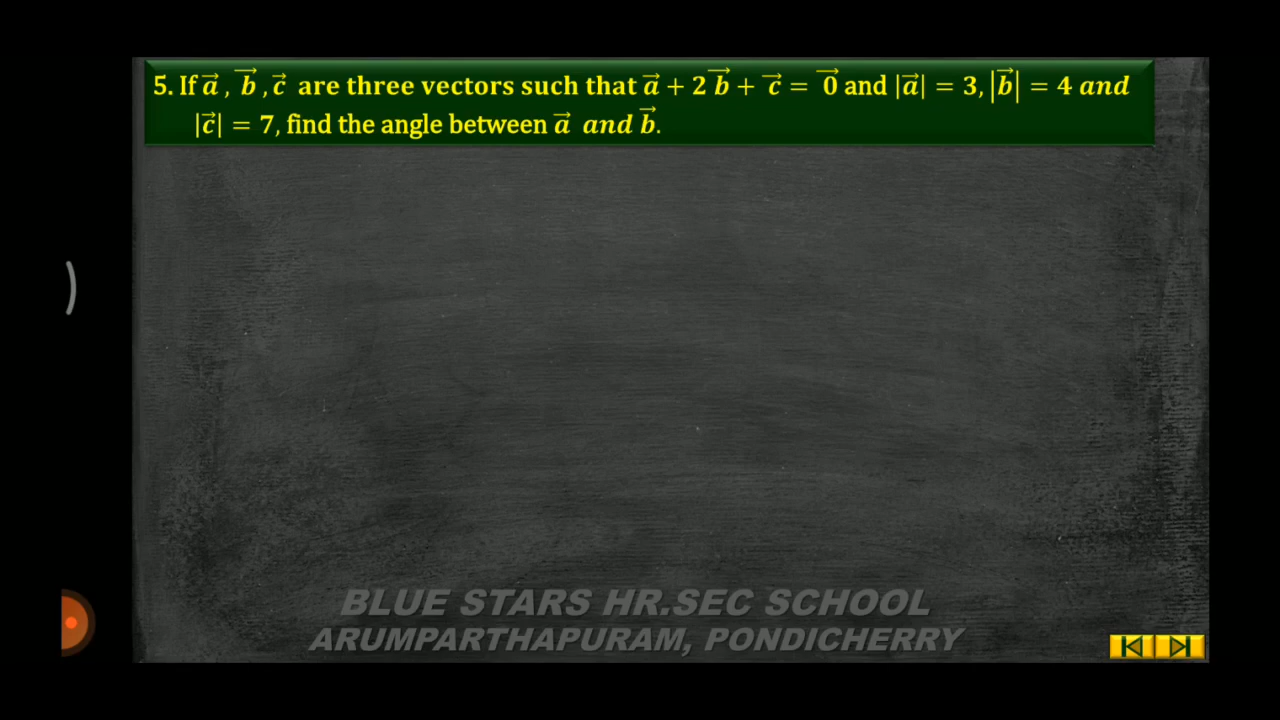 5. If a⃗ , b⃗ , c⃗ are three vectors such that a⃗ + 2 b⃗ + c⃗ = 0⃗ and |a⃗| = 3, |b⃗| = 4 and
|c⃗| = 7, find the angle between a⃗ and b⃗.
BLUE STARS HR.SEC SCHOOL
ARUMPARTHAPURAM, PONDICHERRY